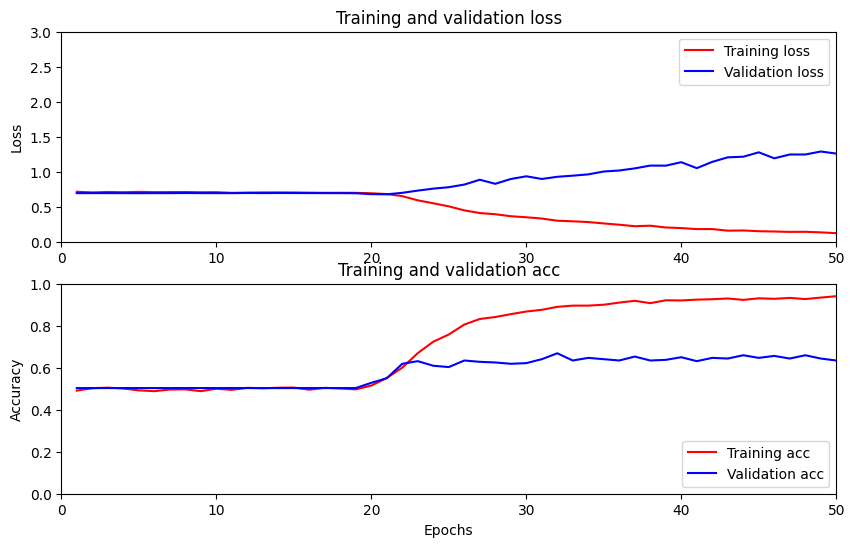 Training and validation loss
3.0
2.5
2.0
1.5
1.0
0.5
0.0
Loss
Training loss
Validation loss
0 10 20 30 40 50
Training and validation acc
1.0
0.8
0.6
0.4
0.2
0.0
Accuracy
Training acc
Validation acc
0 10 20 30 40 50
Epochs